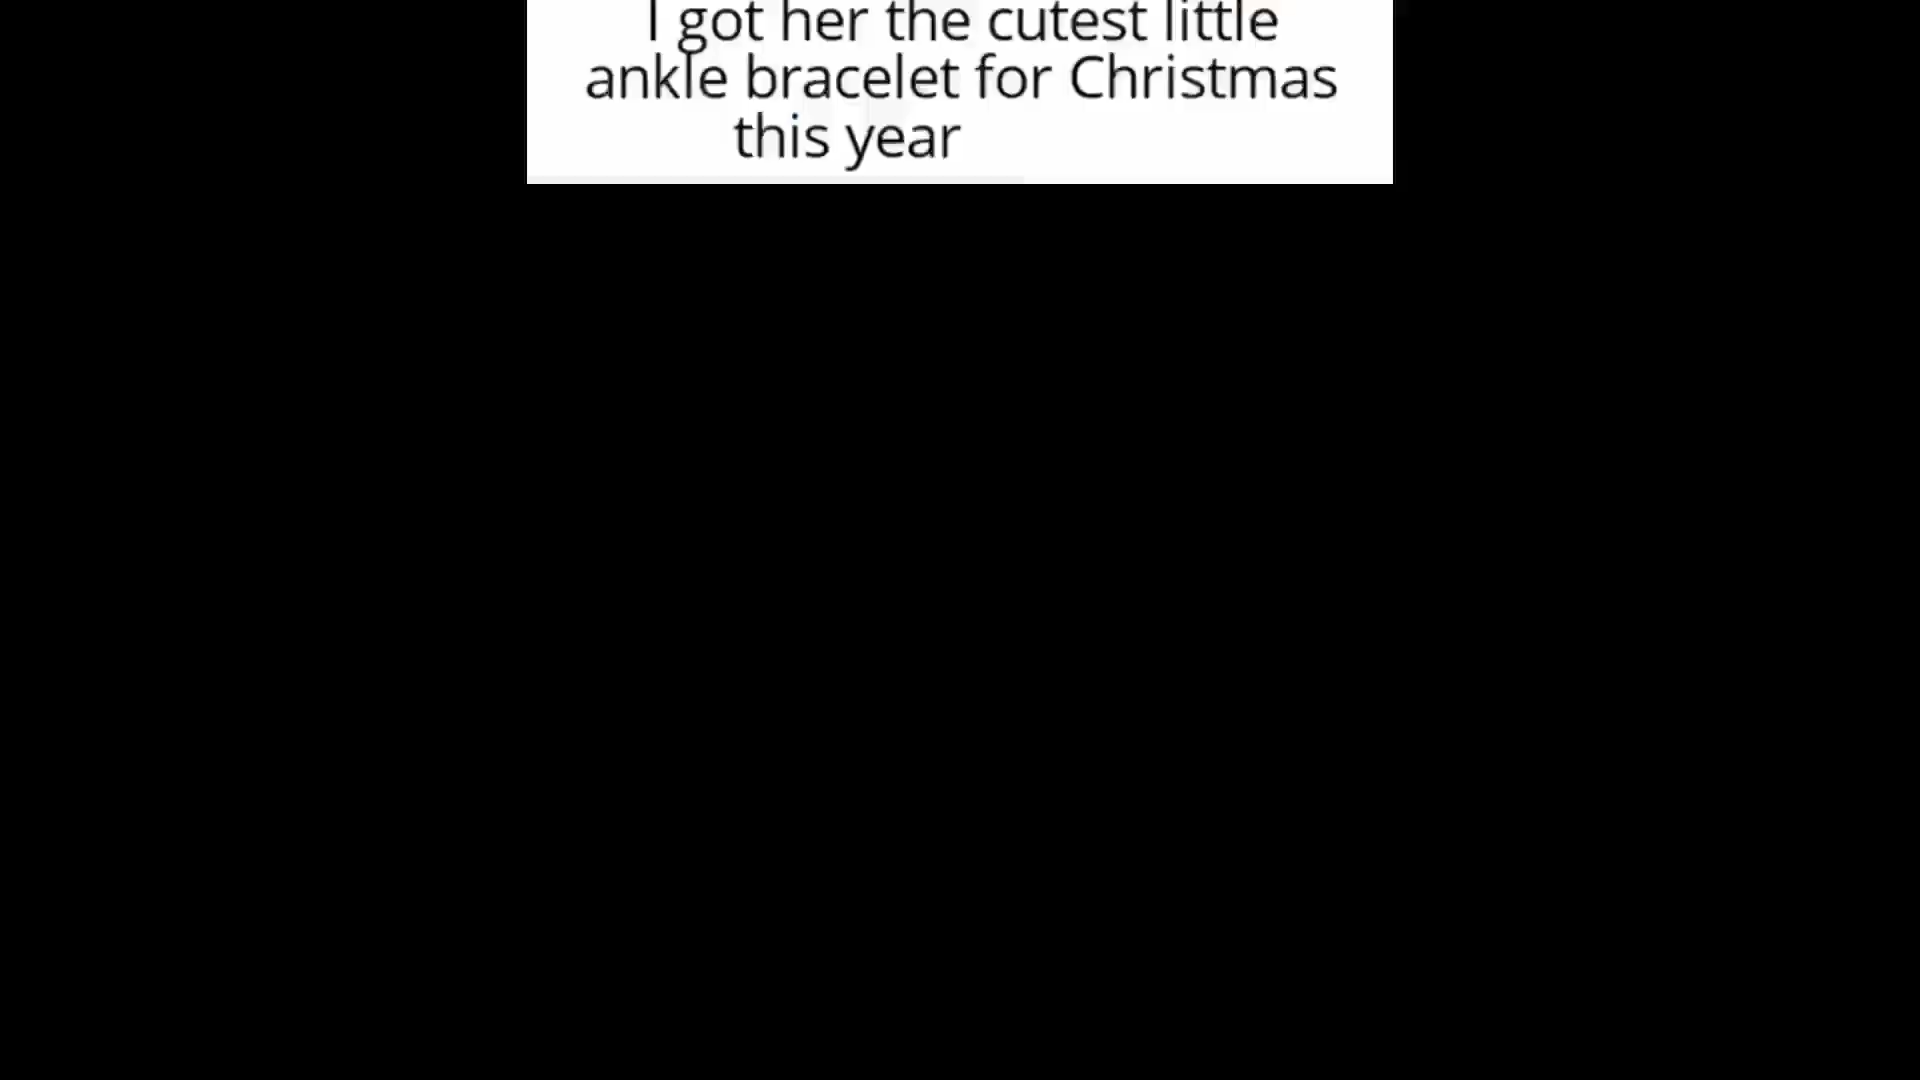 I got her the cutest little
ankle bracelet for Christmas
this year